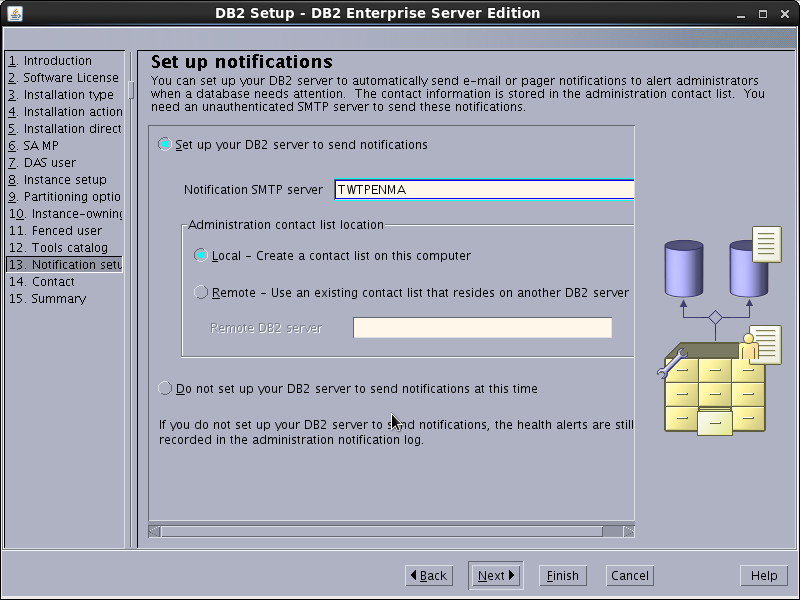 DB2 Setup - DB2 Enterprise Server Edition
1. Introduction
2. Software License
3. Installation type
4. Installation action
5. Installation direct
6. SA MP
7. DAS user
8. Instance setup
9. Partitioning optio
10. Instance-owning
11. Fenced user
12. Tools catalog
13. Notification setu
14. Contact
15. Summary
Set up notifications
You can set up your DB2 server to automatically send e-mail or pager notifications to alert administrators
when a database needs attention. The contact information is stored in the administration contact list. You
need an unauthenticated SMTP server to send these notifications.
Set up your DB2 server to send notifications
Notification SMTP server TWTPENMA
Administration contact list location
Local - Create a contact list on this computer
Remote - Use an existing contact list that resides on another DB2 server
Remote DB2 server
Do not set up your DB2 server to send notifications at this time
If you do not set up your DB2 server to send notifications, the health alerts are still
recorded in the administration notification log.
Back Next Finish Cancel Help